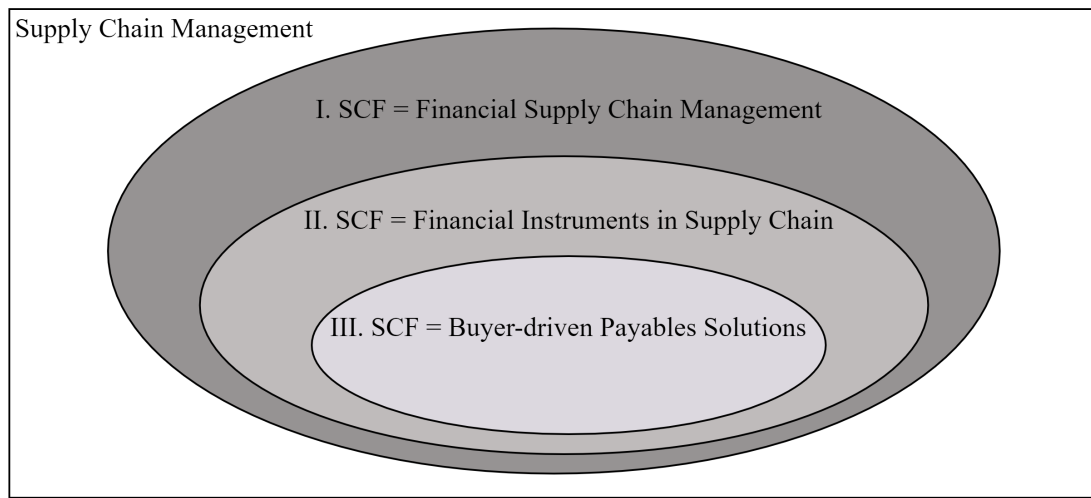 Supply Chain Management
I. SCF = Financial Supply Chain Management
II. SCF = Financial Instruments in Supply Chain
III. SCF = Buyer-driven Payables Solutions